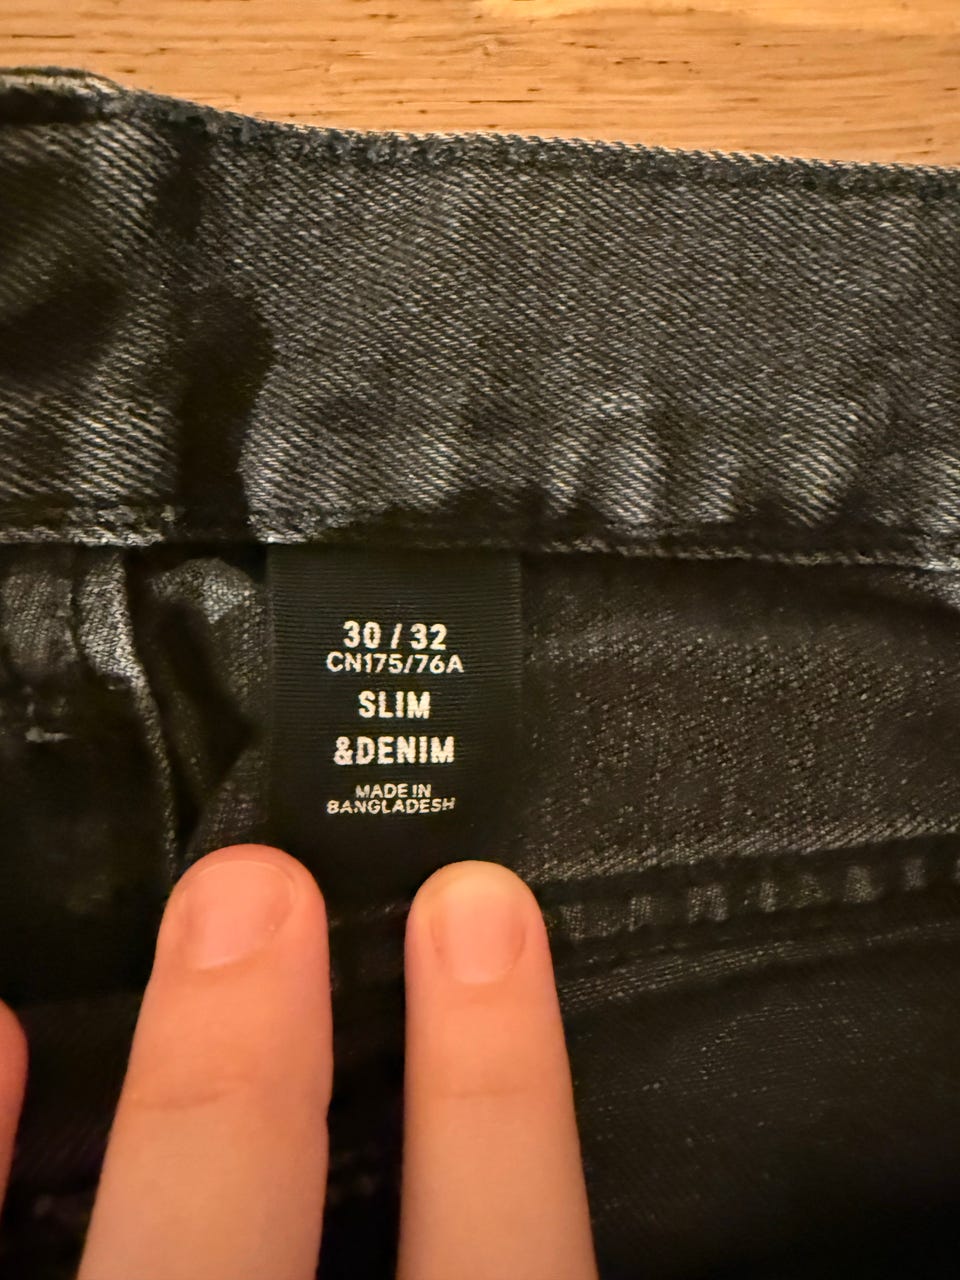 30 / 32
CN175/76A
SLIM
&DENIM
MADE IN
BANGLADESH